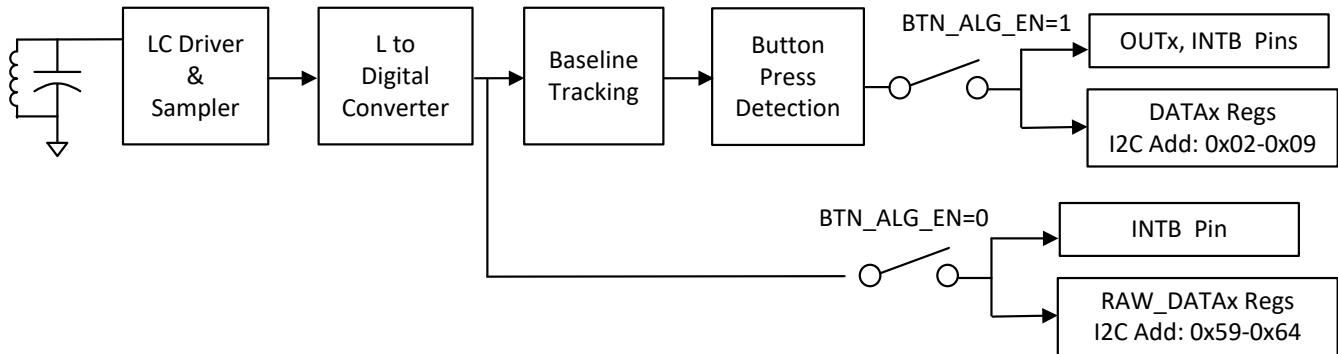 LC Driver
&
Sampler
L to
Digital
Converter
Baseline
Tracking
Button
Press
Detection
BTN_ALG_EN=1
OUTx, INTB Pins
DATAx Regs
I2C Add: 0x02-0x09
BTN_ALG_EN=0
INTB Pin
RAW_DATAx Regs
I2C Add: 0x59-0x64